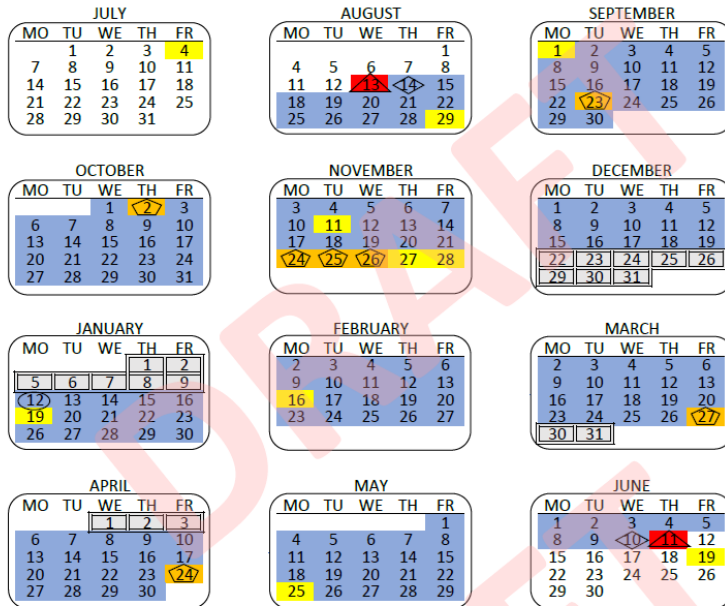 JULY
MO TU WE TH FR
1 2 3 4
7 8 9 10 11
14 15 16 17 18
21 22 23 24 25
28 29 30 31
AUGUST
MO TU WE TH FR
1
4 5 6 7 8
11 12 13 14 15
18 19 20 21 22
25 26 27 28 29
SEPTEMBER
MO TU WE TH FR
1 2 3 4 5
8 9 10 11 12
15 16 17 18 19
22 23 24 25 26
29 30
OCTOBER
MO TU WE TH FR
1 2 3
6 7 8 9 10
13 14 15 16 17
20 21 22 23 24
27 28 29 30 31
NOVEMBER
MO TU WE TH FR
3 4 5 6 7
10 11 12 13 14
17 18 19 20 21
24 25 26 27 28
DECEMBER
MO TU WE TH FR
1 2 3 4 5
8 9 10 11 12
15 16 17 18 19
22 23 24 25 26
29 30 31
JANUARY
MO TU WE TH FR
1 2
5 6 7 8 9
12 13 14 15 16
19 20 21 22 23
26 27 28 29 30
FEBRUARY
MO TU WE TH FR
2 3 4 5 6
9 10 11 12 13
16 17 18 19 20
23 24 25 26 27
MARCH
MO TU WE TH FR
2 3 4 5 6
9 10 11 12 13
16 17 18 19 20
23 24 25 26 27
30 31
APRIL
MO TU WE TH FR
1 2 3
6 7 8 9 10
13 14 15 16 17
20 21 22 23 24
27 28 29 30
MAY
MO TU WE TH FR
1
4 5 6 7 8
11 12 13 14 15
18 19 20 21 22
25 26 27 28 29
JUNE
MO TU WE TH FR
1 2 3 4 5
8 9 10 11 12
15 16 17 18 19
22 23 24 25 26
29 30
DRAFT